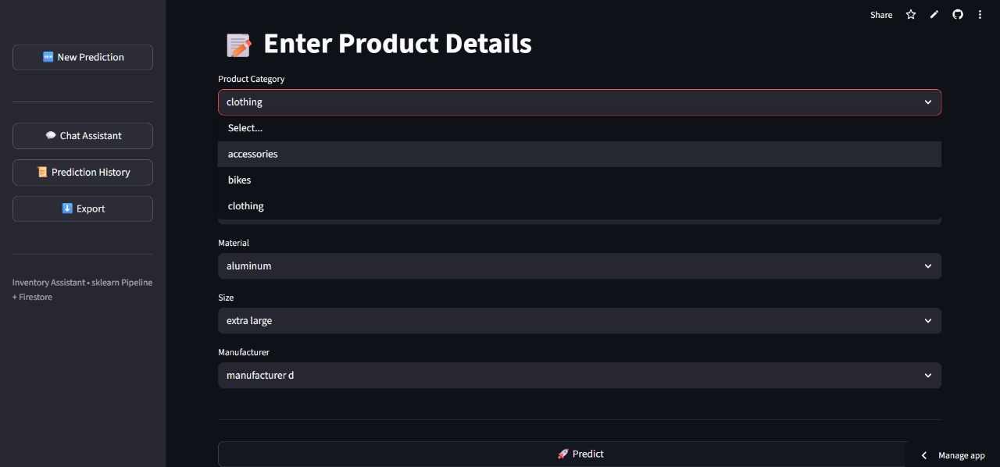 Share
NEW New Prediction
Chat Assistant
Prediction History
Export
Inventory Assistant • sklearn Pipeline
+ Firestore
Enter Product Details
Product Category
clothing
Select...
accessories
bikes
clothing
Material
aluminum
Size
extra large
Manufacturer
manufacturer d
Predict
Manage app